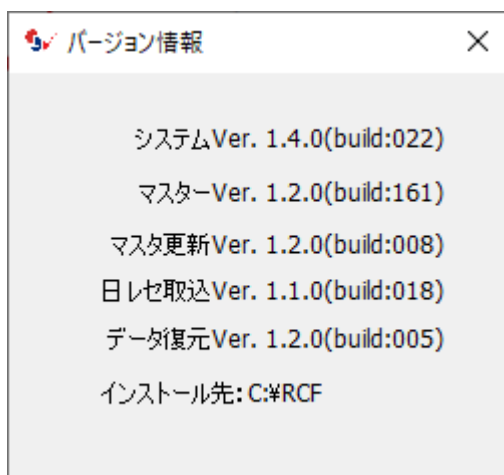 バージョン情報
システムVer. 1.4.0(build:022)
マスターVer. 1.2.0(build:161)
マスタ更新Ver. 1.2.0(build:008)
日レセ取込Ver. 1.1.0(build:018)
データ復元Ver. 1.2.0(build:005)
インストール先: C:¥RCF